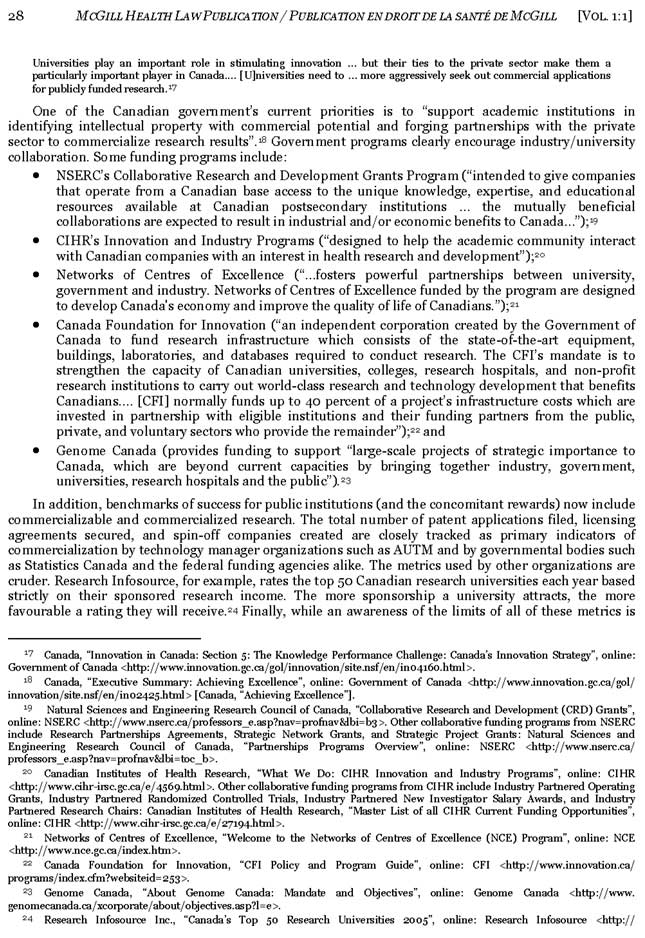 28 MCGILL HEALTH LAW PUBLICATION / PUBLICATION EN DROIT DE LA SANTÉ DE MCGILL [VOL. 1:1]
Universities play an important role in stimulating innovation ... but their ties to the private sector make them a
particularly important player in Canada.... [U]niversities need to ... more aggressively seek out commercial applications
for publicly funded research.17
One of the Canadian government's current priorities is to “support academic institutions in
identifying intellectual property with commercial potential and forging partnerships with the private
sector to commercialize research results”.18 Government programs clearly encourage industry/university
collaboration. Some funding programs include:
• NSERC's Collaborative Research and Development Grants Program (“intended to give companies
that operate from a Canadian base access to the unique knowledge, expertise, and educational
resources available at Canadian postsecondary institutions ... the mutually beneficial
collaborations are expected to result in industrial and/or economic benefits to Canada...”);19
• CIHR's Innovation and Industry Programs (“designed to help the academic community interact
with Canadian companies with an interest in health research and development”);20
• Networks of Centres of Excellence (“...fosters powerful partnerships between university,
government and industry. Networks of Centres of Excellence funded by the program are designed
to develop Canada's economy and improve the quality of life of Canadians.”);21
• Canada Foundation for Innovation (“an independent corporation created by the Government of
Canada to fund research infrastructure which consists of the state-of-the-art equipment,
buildings, laboratories, and databases required to conduct research. The CFI's mandate is to
strengthen the capacity of Canadian universities, colleges, research hospitals, and non-profit
research institutions to carry out world-class research and technology development that benefits
Canadians.... [CFI] normally funds up to 40 percent of a project's infrastructure costs which are
invested in partnership with eligible institutions and their funding partners from the public,
private, and voluntary sectors who provide the remainder”);22 and
• Genome Canada (provides funding to support “large-scale projects of strategic importance to
Canada, which are beyond current capacities by bringing together industry, government,
universities, research hospitals and the public”).23
In addition, benchmarks of success for public institutions (and the concomitant rewards) now include
commercializable and commercialized research. The total number of patent applications filed, licensing
agreements secured, and spin-off companies created are closely tracked as primary indicators of
commercialization by technology manager organizations such as AUTM and by governmental bodies such
as Statistics Canada and the federal funding agencies alike. The metrics used by other organizations are
cruder. Research Infosource, for example, rates the top 50 Canadian research universities each year based
strictly on their sponsored research income. The more sponsorship a university attracts, the more
favourable a rating they will receive.24 Finally, while an awareness of the limits of all of these metrics is
17 Canada, “Innovation in Canada: Section 5: The Knowledge Performance Challenge: Canada's Innovation Strategy”, online:
Government of Canada <http://www.innovation.gc.ca/gol/innovation/site.nsf/en/in04160.html>.
18 Canada, “Executive Summary: Achieving Excellence”, online: Government of Canada <http://www.innovation.gc.ca/gol/
innovation/site.nsf/en/in02425.html> [Canada, “Achieving Excellence”].
19 Natural Sciences and Engineering Research Council of Canada, “Collaborative Research and Development (CRD) Grants”,
online: NSERC <http://www.nserc.ca/professors_e.asp?nav=profnav&lbi=b3>. Other collaborative funding programs from NSERC
include Research Partnerships Agreements, Strategic Network Grants, and Strategic Project Grants: Natural Sciences and
Engineering Research Council of Canada, “Partnerships Programs Overview”, online: NSERC <http://www.nserc.ca/
professors_e.asp?nav=profnav&lbi=toc_b>.
20 Canadian Institutes of Health Research, “What We Do: CIHR Innovation and Industry Programs”, online: CIHR
<http://www.cihr-irsc.gc.ca/e/4569.html>. Other collaborative funding programs from CIHR include Industry Partnered Operating
Grants, Industry Partnered Randomized Controlled Trials, Industry Partnered New Investigator Salary Awards, and Industry
Partnered Research Chairs: Canadian Institutes of Health Research, “Master List of all CIHR Current Funding Opportunities”,
online: CIHR <http://www.cihr-irsc.gc.ca/e/27194.html>.
21 Networks of Centres of Excellence, “Welcome to the Networks of Centres of Excellence (NCE) Program”, online: NCE
<http://www.nce.gc.ca/index.htm>.
22 Canada Foundation for Innovation, “CFI Policy and Program Guide”, online: CFI <http://www.innovation.ca/
programs/index.cfm?websiteid=253>.
23 Genome Canada, “About Genome Canada: Mandate and Objectives”, online: Genome Canada <http://www.
genomecanada.ca/xcorporate/about/objectives.asp?l=e>.
24 Research Infosource Inc., “Canada's Top 50 Research Universities 2005”, online: Research Infosource <http://